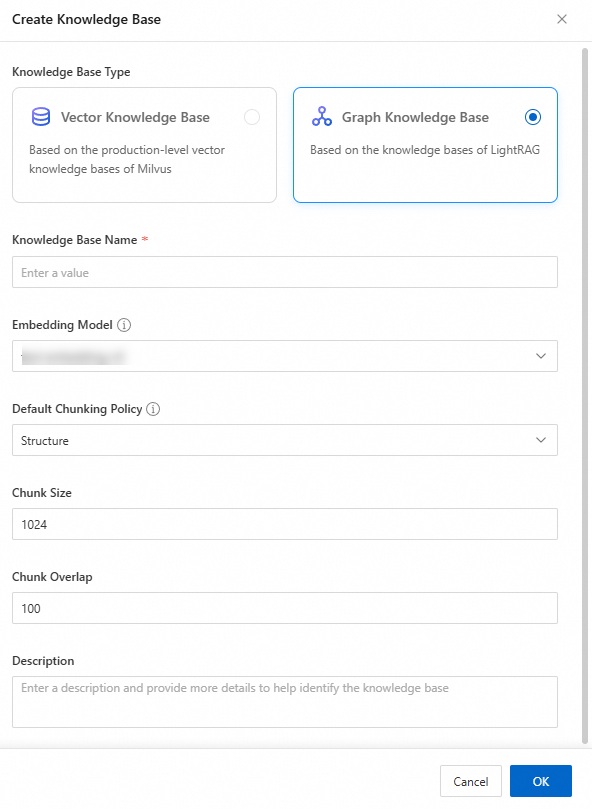 Create Knowledge Base
Knowledge Base Type
Vector Knowledge Base
Based on the production-level vector
knowledge bases of Milvus
Graph Knowledge Base
Based on the knowledge bases of LightRAG
Knowledge Base Name *
Enter a value
Embedding Model
Default Chunking Policy
Structure
Chunk Size
1024
Chunk Overlap
100
Description
Enter a description and provide more details to help identify the knowledge base
Cancel
OK